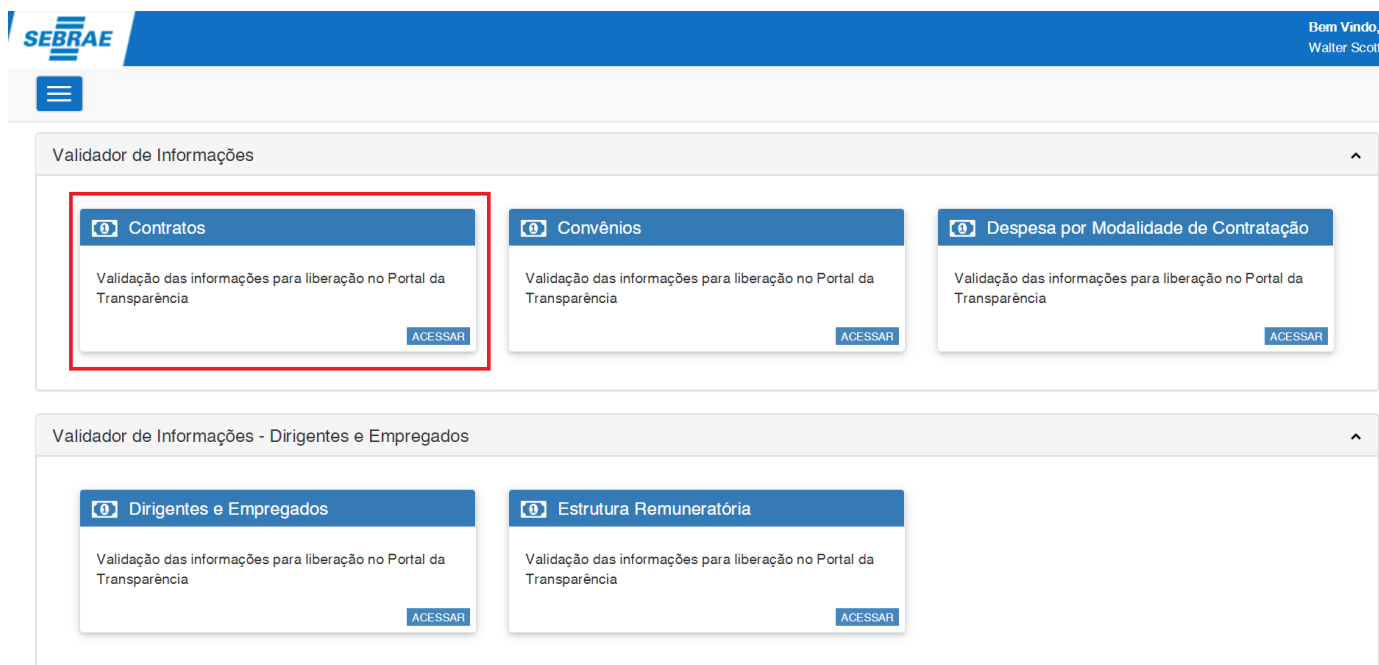 SEBRAE
Bem Vindo,
Walter Scott
Validador de Informações
Contratos
Validação das informações para liberação no Portal da
Transparência
ACESSAR
Convênios
Validação das informações para liberação no Portal da
Transparência
ACESSAR
Despesa por Modalidade de Contratação
Validação das informações para liberação no Portal da
Transparência
ACESSAR
Validador de Informações - Dirigentes e Empregados
Dirigentes e Empregados
Validação das informações para liberação no Portal da
Transparência
ACESSAR
Estrutura Remuneratória
Validação das informações para liberação no Portal da
Transparência
ACESSAR